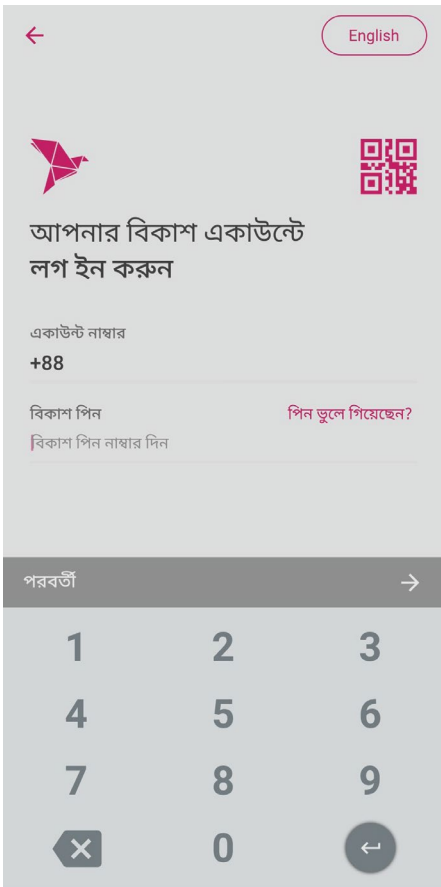 English
আপনার বিকাশ একাউন্টে
লগ ইন করুন
একাউন্ট নাম্বার
+88
বিকাশ পিন
পিন ভুলে গিয়েছেন?
বিকাশ পিন নাম্বার দিন
পরবর্তী
1 2 3
4 5 6
7 8 9
0